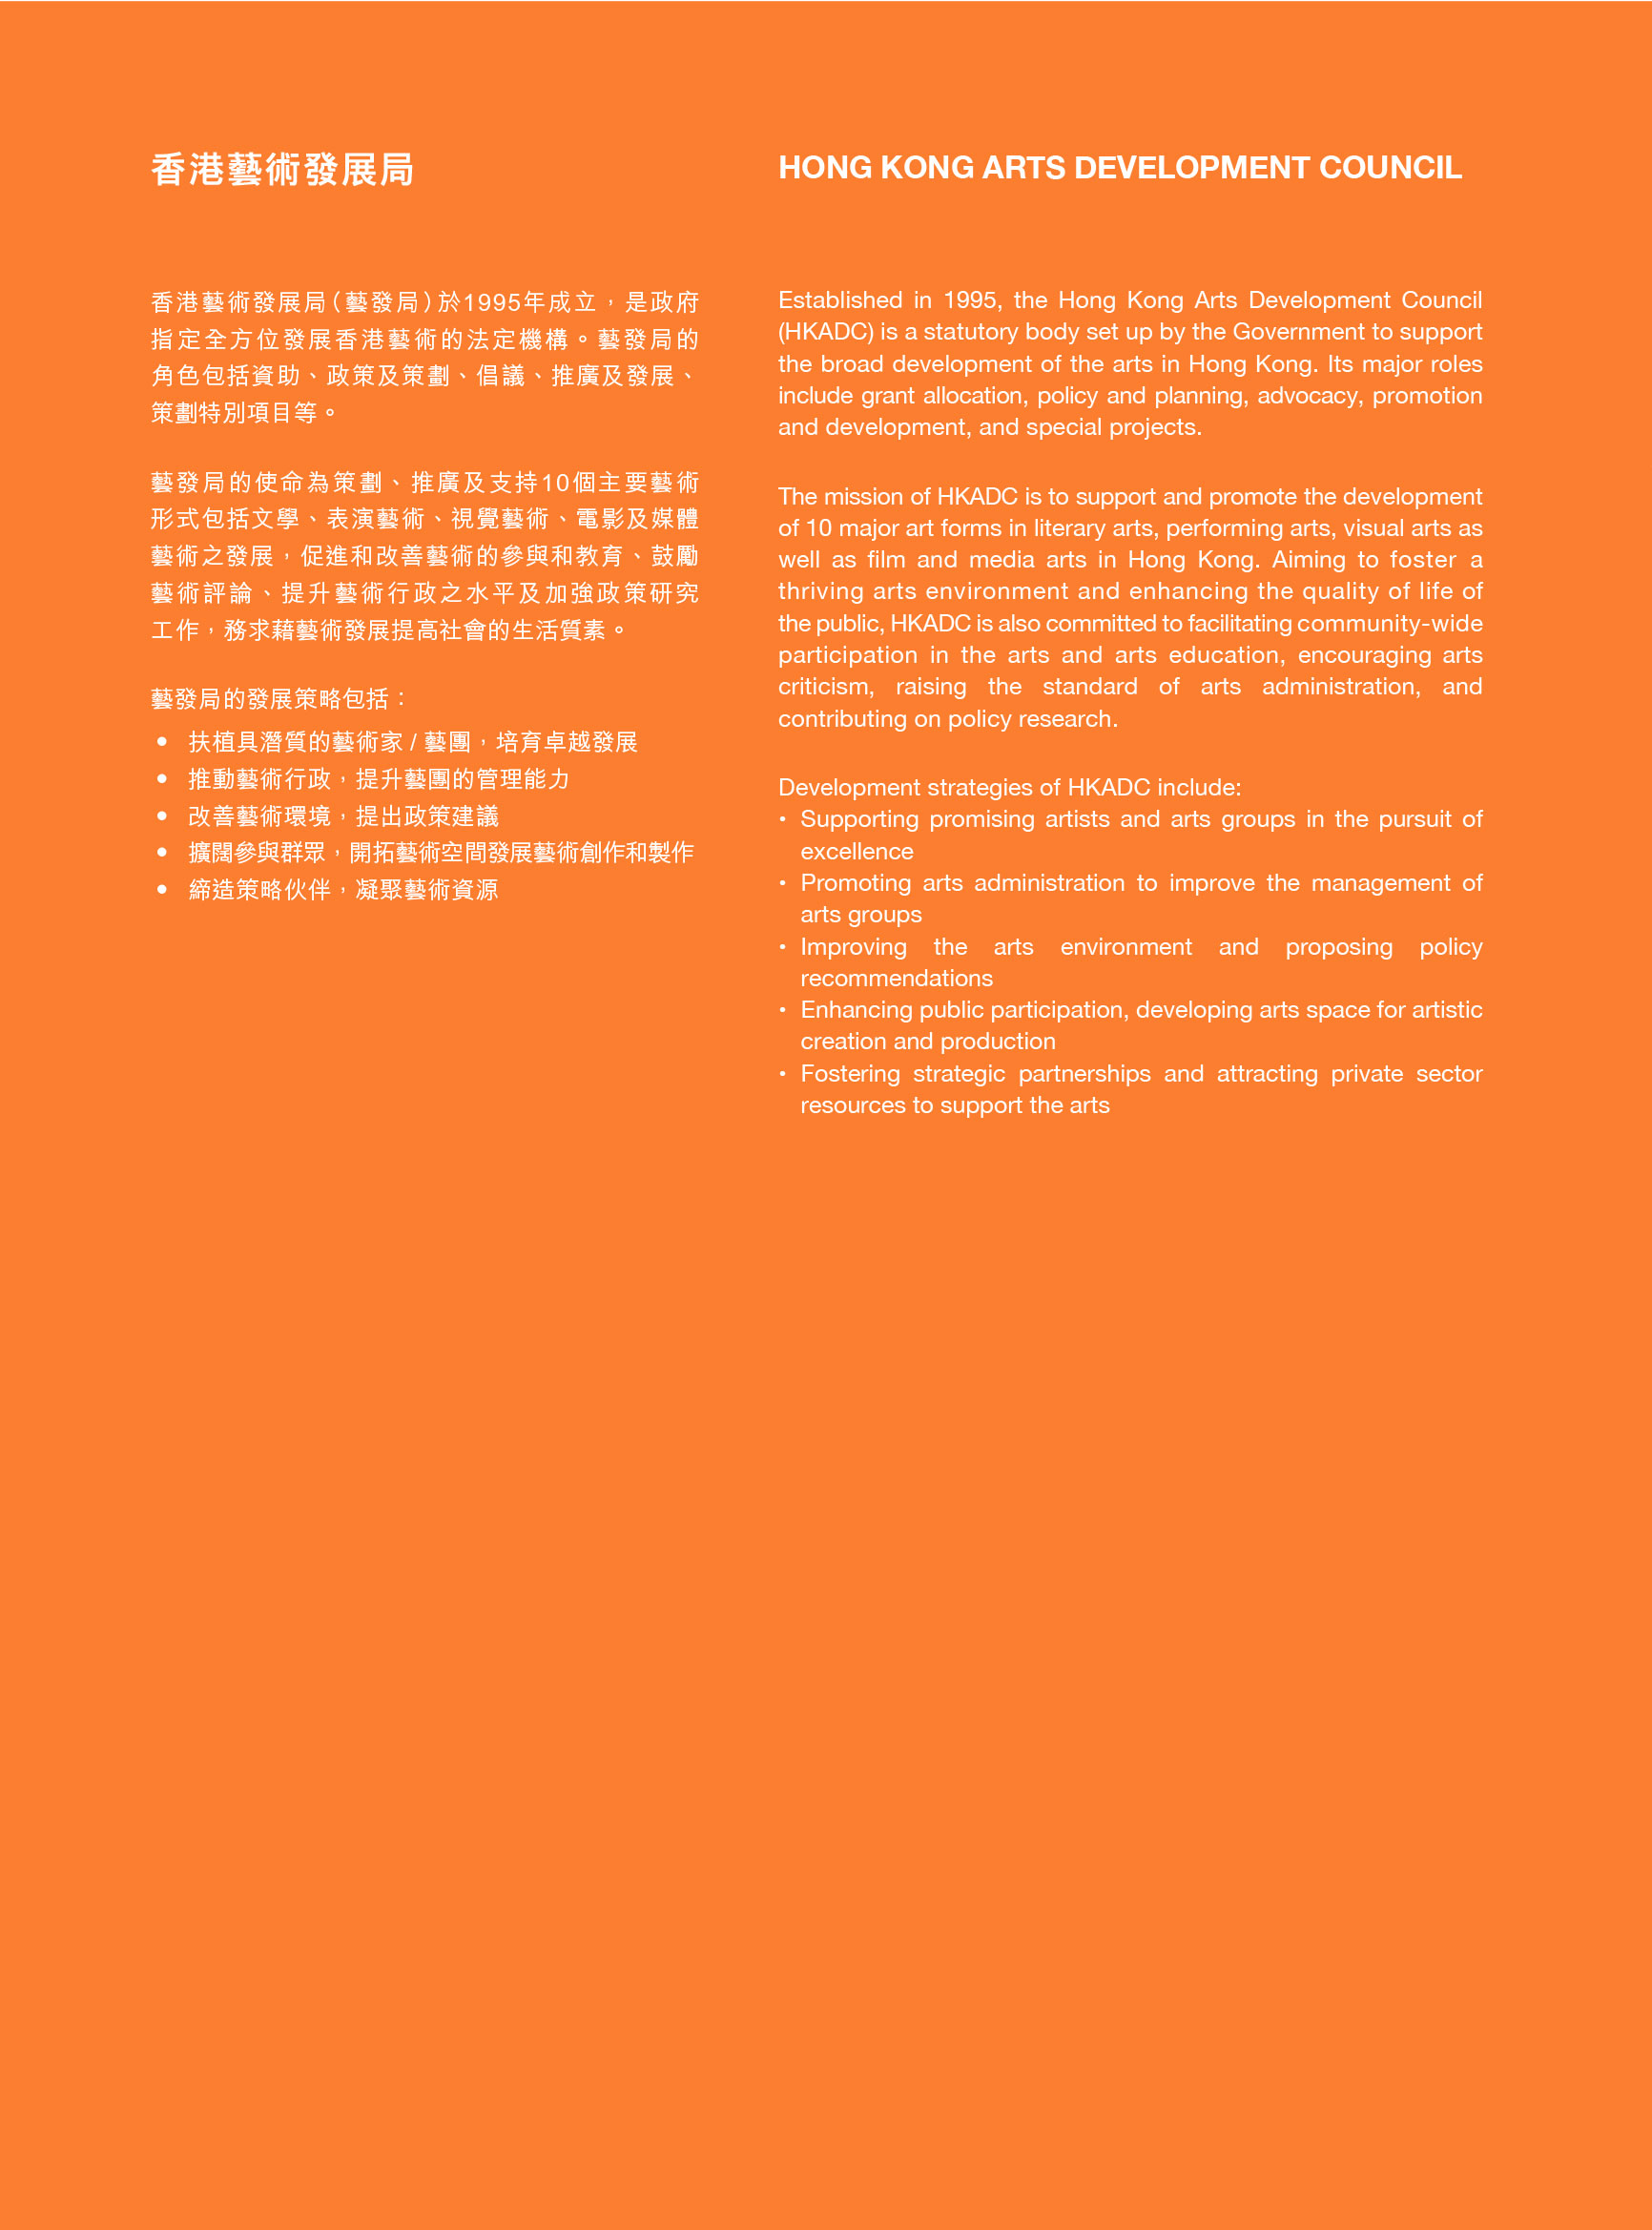 香港藝術發展局
香港藝術發展局（藝發局）於1995年成立，是政府
指定全方位發展香港藝術的法定機構。藝發局的
角色包括資助、政策及策劃、倡議、推廣及發展、
策劃特別項目等。
藝發局的使命為策劃、推廣及支持10個主要藝術
形式包括文學、表演藝術、視覺藝術、電影及媒體
藝術之發展，促進和改善藝術的參與和教育、鼓勵
藝術評論、提升藝術行政之水平及加強政策研究
工作，務求藉藝術發展提高社會的生活質素。
藝發局的發展策略包括：
• 扶植具潛質的藝術家 / 藝團，培育卓越發展
• 推動藝術行政，提升藝團的管理能力
• 改善藝術環境，提出政策建議
• 擴闊參與群眾，開拓藝術空間發展藝術創作和製作
• 締造策略伙伴，凝聚藝術資源
HONG KONG ARTS DEVELOPMENT COUNCIL
Established in 1995, the Hong Kong Arts Development Council
(HKADC) is a statutory body set up by the Government to support
the broad development of the arts in Hong Kong. Its major roles
include grant allocation, policy and planning, advocacy, promotion
and development, and special projects.
The mission of HKADC is to support and promote the development
of 10 major art forms in literary arts, performing arts, visual arts as
well as film and media arts in Hong Kong. Aiming to foster a
thriving arts environment and enhancing the quality of life of
the public, HKADC is also committed to facilitating community-wide
participation in the arts and arts education, encouraging arts
criticism, raising the standard of arts administration, and
contributing on policy research.
Development strategies of HKADC include:
• Supporting promising artists and arts groups in the pursuit of
excellence
• Promoting arts administration to improve the management of
arts groups
• Improving the arts environment and proposing policy
recommendations
• Enhancing public participation, developing arts space for artistic
creation and production
• Fostering strategic partnerships and attracting private sector
resources to support the arts